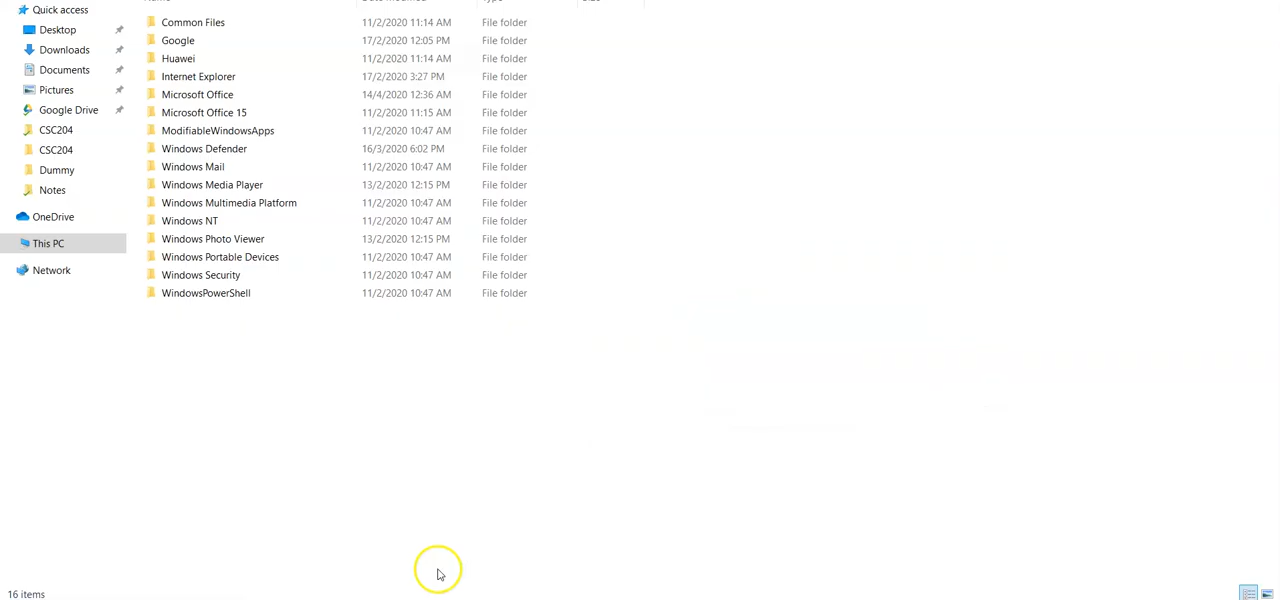 Quick access
Desktop
Downloads
Documents
Pictures
Google Drive
CSC204
CSC204
Dummy
Notes
OneDrive
This PC
Network
Name Date modified Type Size
Common Files 11/2/2020 11:14 AM File folder
Google 17/2/2020 12:05 PM File folder
Huawei 11/2/2020 11:14 AM File folder
Internet Explorer 17/2/2020 3:27 PM File folder
Microsoft Office 14/4/2020 12:36 AM File folder
Microsoft Office 15 11/2/2020 11:15 AM File folder
ModifiableWindowsApps 11/2/2020 10:47 AM File folder
Windows Defender 16/3/2020 6:02 PM File folder
Windows Mail 11/2/2020 10:47 AM File folder
Windows Media Player 13/2/2020 12:15 PM File folder
Windows Multimedia Platform 11/2/2020 10:47 AM File folder
Windows NT 11/2/2020 10:47 AM File folder
Windows Photo Viewer 13/2/2020 12:15 PM File folder
Windows Portable Devices 11/2/2020 10:47 AM File folder
Windows Security 11/2/2020 10:47 AM File folder
WindowsPowerShell 11/2/2020 10:47 AM File folder
16 items